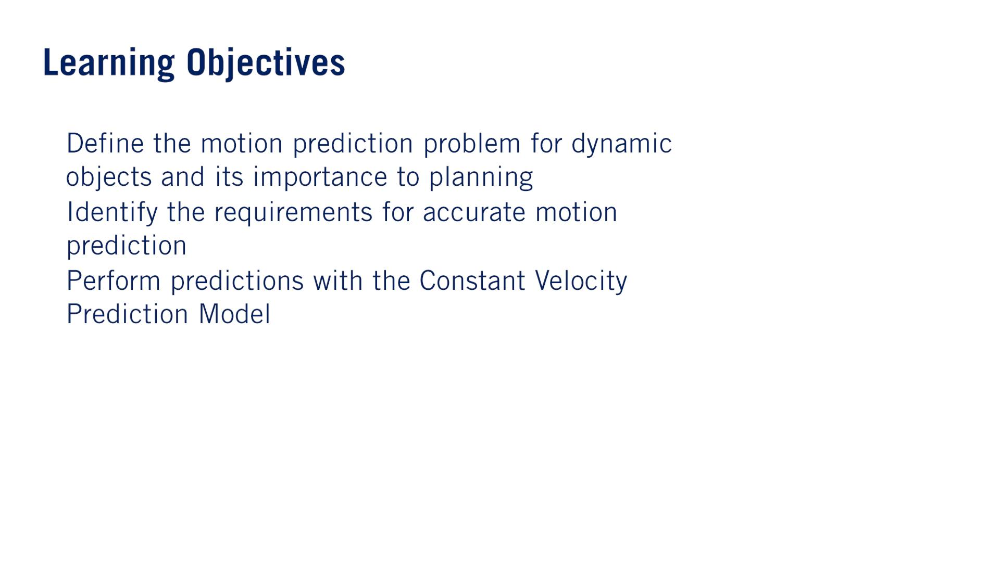 Learning Objectives
Define the motion prediction problem for dynamic
objects and its importance to planning
Identify the requirements for accurate motion
prediction
Perform predictions with the Constant Velocity
Prediction Model